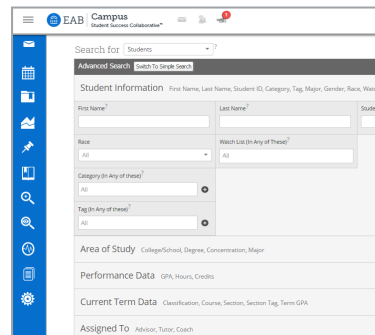 EAB Campus
Student Success Collaborative™
1
Search for Students ?
Advanced Search Switch To Simple Search
Student Information First Name, Last Name, Student ID, Category, Tag, Major, Gender, Race, Wat
First Name? Last Name? Stude
Race Watch List (In Any of These)?
All All
Category (In Any of these)?
All
Tag (In Any of these)?
All
Area of Study College/School, Degree, Concentration, Major
Performance Data GPA, Hours, Credits
Current Term Data Classification, Course, Section, Section Tag, Term GPA
Assigned To Advisor, Tutor, Coach